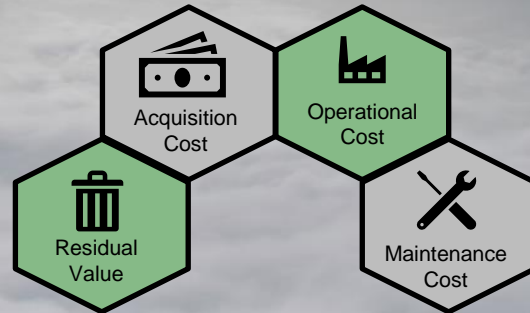 Acquisition
Cost
Operational
Cost
Residual
Value
Maintenance
Cost